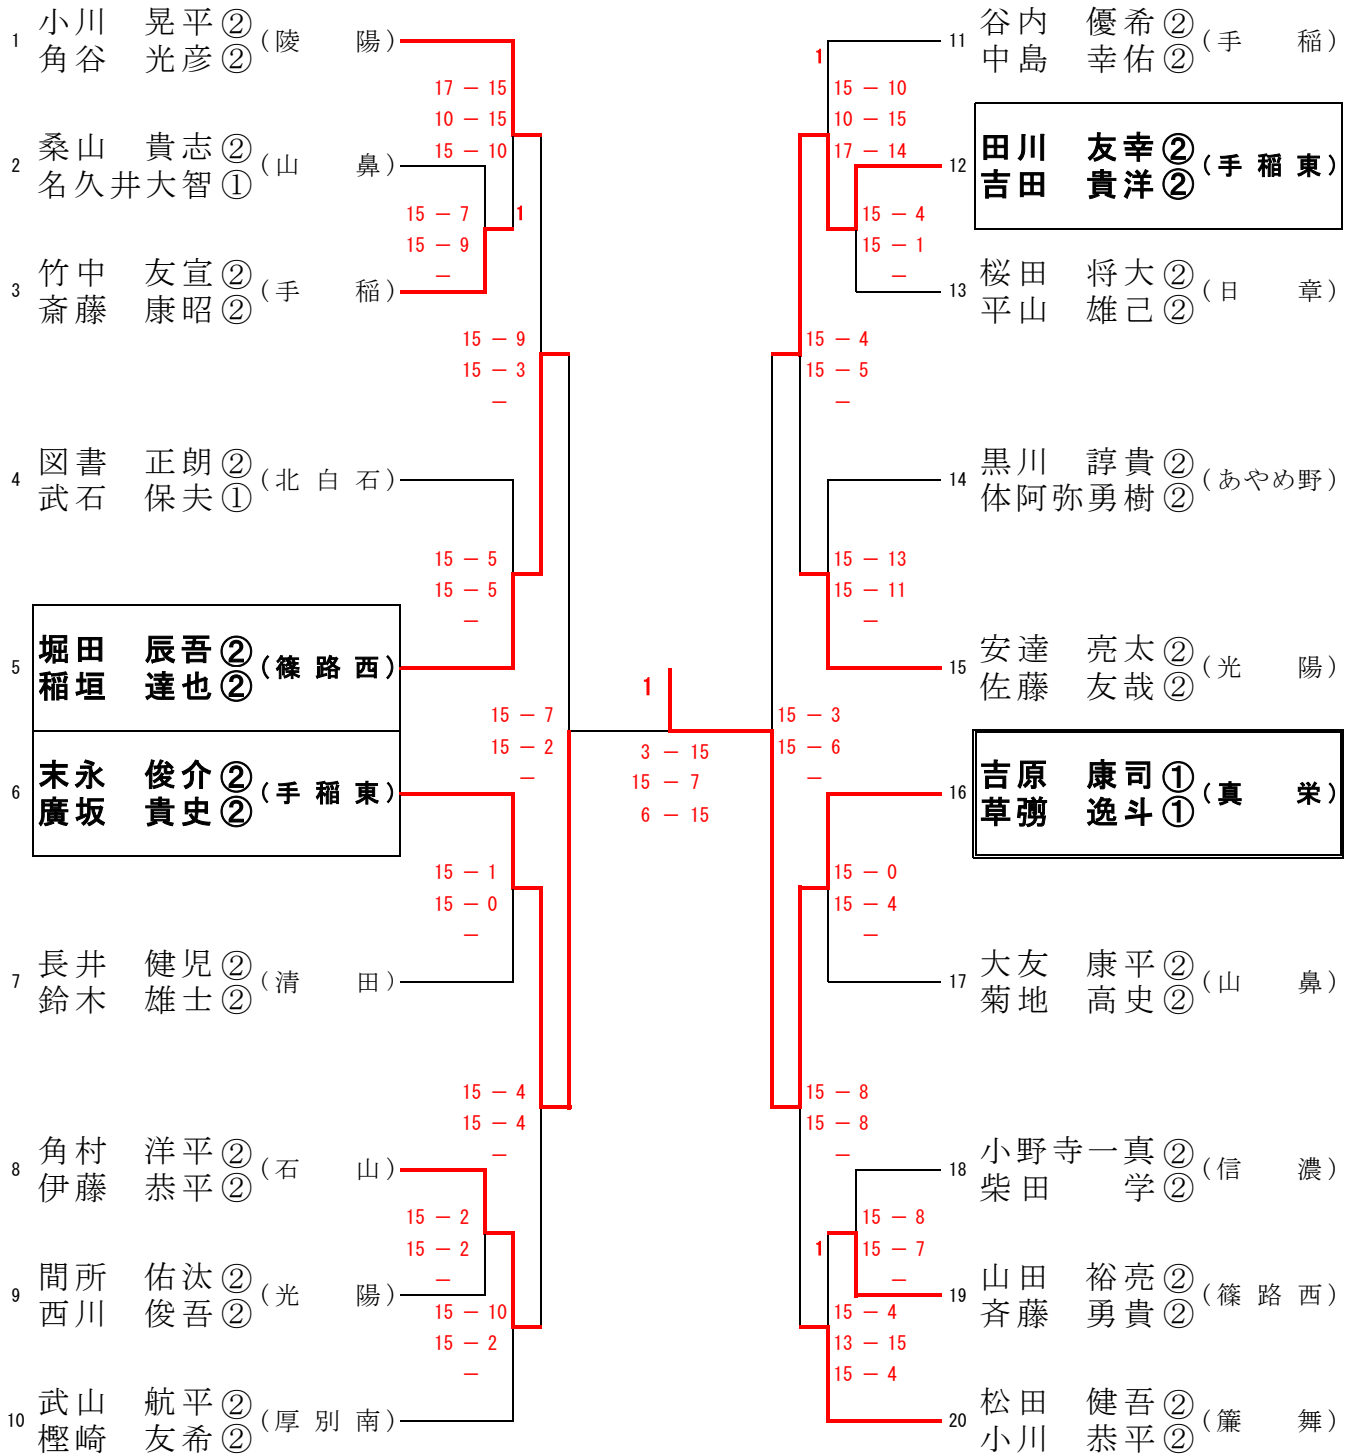 1 小川 晃平② (陵 陽)
角谷 光彦②
17 － 15
10 － 15
15 － 10
2 桑山 貴志② (山 鼻)
名久井大智①
15 － 7 1
15 － 9
－
3 竹中 友宣② (手 稲)
斎藤 康昭②
15 － 9
15 － 3
－
4 図書 正朗② (北白石)
武石 保夫①
15 － 5
15 － 5
－
5 堀田 辰吾② (篠路西)
稲垣 達也②
15 － 7
15 － 2
－
6 末永 俊介② (手稲東)
廣坂 貴史②
15 － 1
15 － 0
－
7 長井 健児② (清 田)
鈴木 雄士②
15 － 4
15 － 4
－
8 角村 洋平② (石 山)
伊藤 恭平②
15 － 2
15 － 2
－
9 間所 佑汰② (光 陽)
西川 俊吾②
15 － 10
15 － 2
－
10 武山 航平② (厚別南)
樫崎 友希②
1
3 － 15
15 － 7
6 － 15
11 谷内 優希② (手 稲)
中島 幸佑②
1
15 － 10
10 － 15
17 － 14
12 田川 友幸② (手稲東)
吉田 貴洋②
15 － 4
15 － 1
－
13 桜田 将大② (日 章)
平山 雄己②
15 － 4
15 － 5
－
14 黒川 諄貴② (あやめ野)
体阿弥勇樹②
15 － 13
15 － 11
－
15 安達 亮太② (光 陽)
佐藤 友哉②
15 － 3
15 － 6
－
16 吉原 康司① (真 栄)
草彅 逸斗①
15 － 0
15 － 4
－
17 大友 康平② (山 鼻)
菊地 高史②
15 － 8
15 － 8
－
18 小野寺一真② (信 濃)
柴田 学②
15 － 8
15 － 7
－
19 山田 裕亮② (篠路西)
斉藤 勇貴②
1
15 － 4
13 － 15
15 － 4
20 松田 健吾② (簾 舞)
小川 恭平②